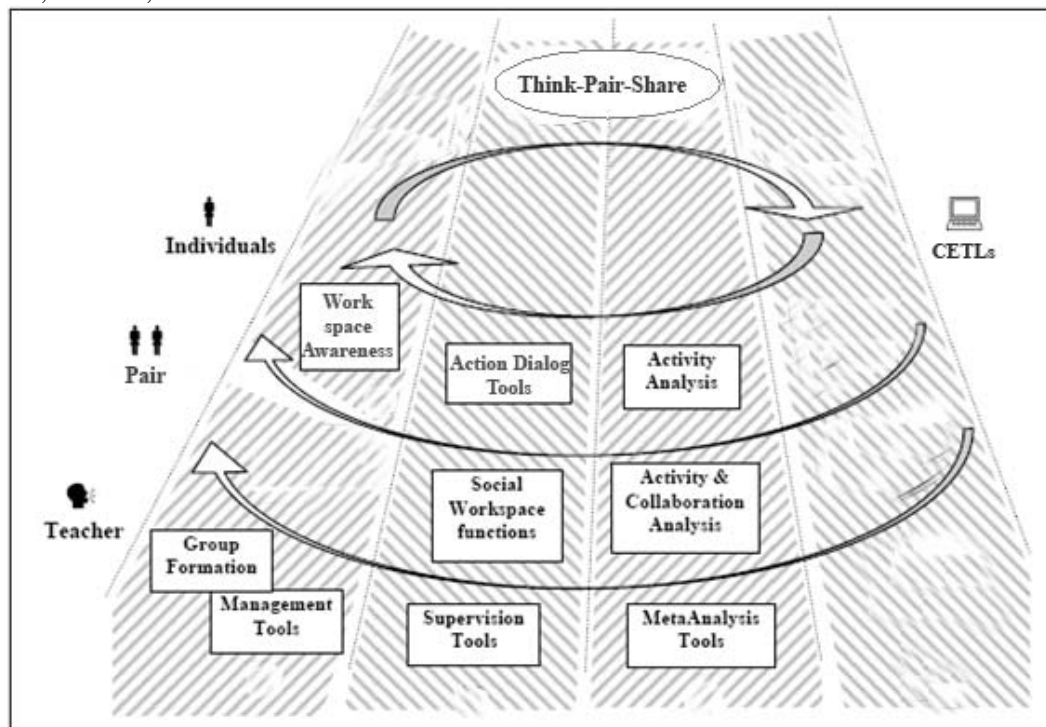 Think-Pair-Share
Individuals
CETLs
Work
space
Awareness
Pair
Action Dialog
Tools
Activity
Analysis
Teacher
Social
Workspace
functions
Activity &
Collaboration
Analysis
Group
Formation
Management
Tools
Supervision
Tools
MetaAnalysis
Tools